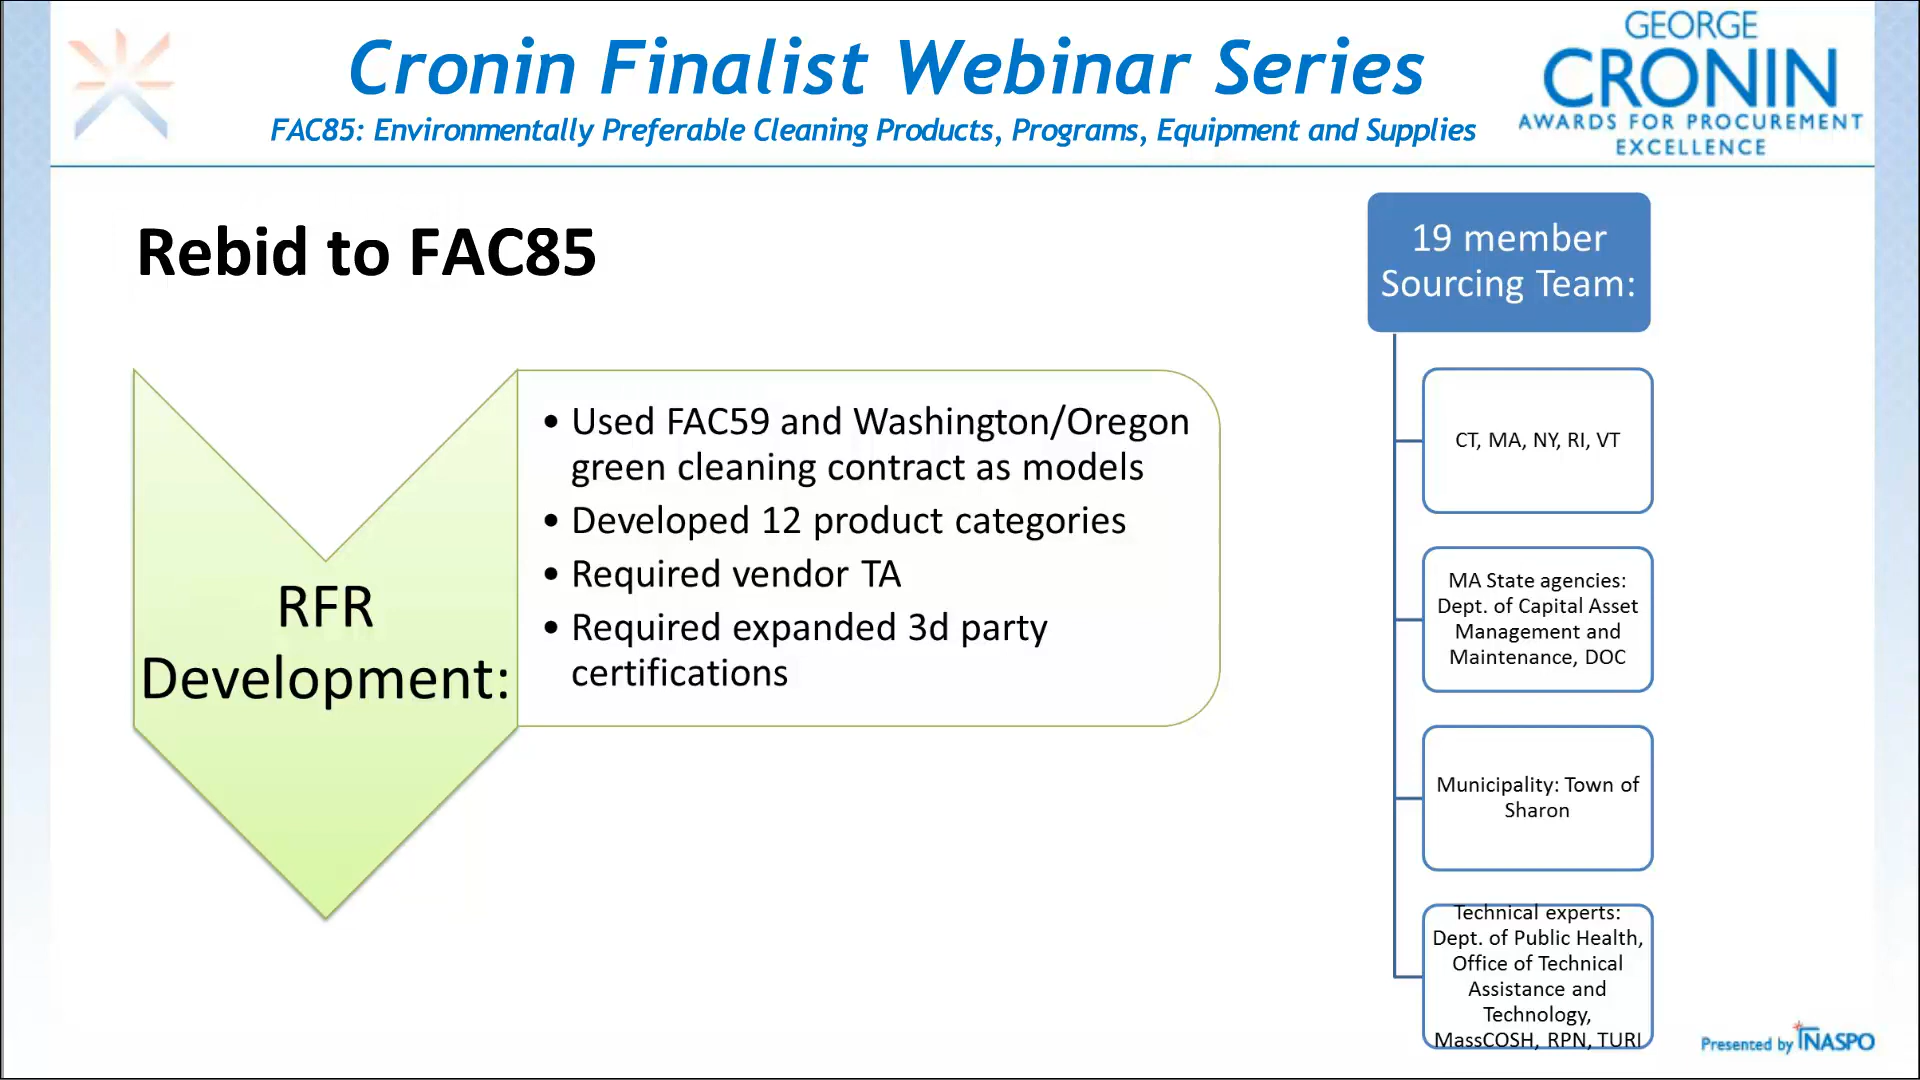 Cronin Finalist Webinar Series
FAC85: Environmentally Preferable Cleaning Products, Programs, Equipment and Supplies
GEORGE
CRONIN
AWARDS FOR PROCUREMENT
EXCELLENCE
Rebid to FAC85
RFR
Development:
• Used FAC59 and Washington/Oregon
green cleaning contract as models
• Developed 12 product categories
• Required vendor TA
• Required expanded 3d party
certifications
19 member
Sourcing Team:
CT, MA, NY, RI, VT
MA State agencies:
Dept. of Capital Asset
Management and
Maintenance, DOC
Municipality: Town of
Sharon
Technical experts:
Dept. of Public Health,
Office of Technical
Assistance and
Technology,
MassCOSH, RPN, TURI
Presented by NASPO